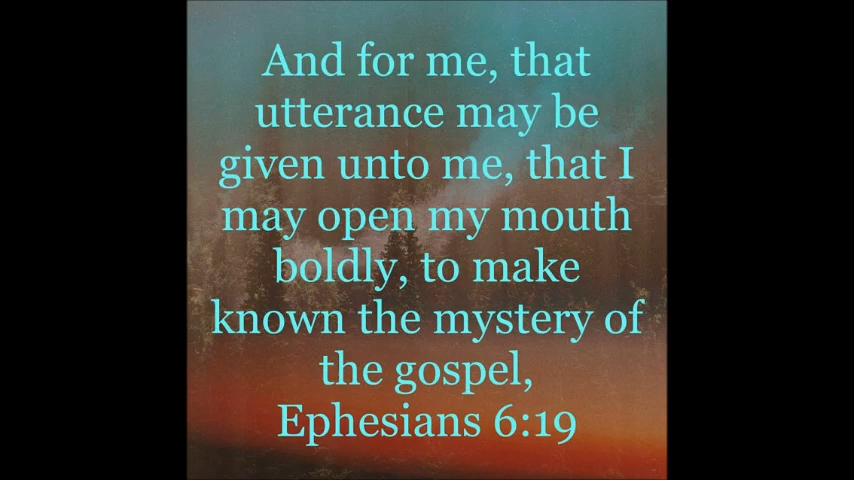 And for me, that
utterance may be
given unto me, that I
may open my mouth
boldly, to make
known the mystery of
the gospel,
Ephesians 6:19